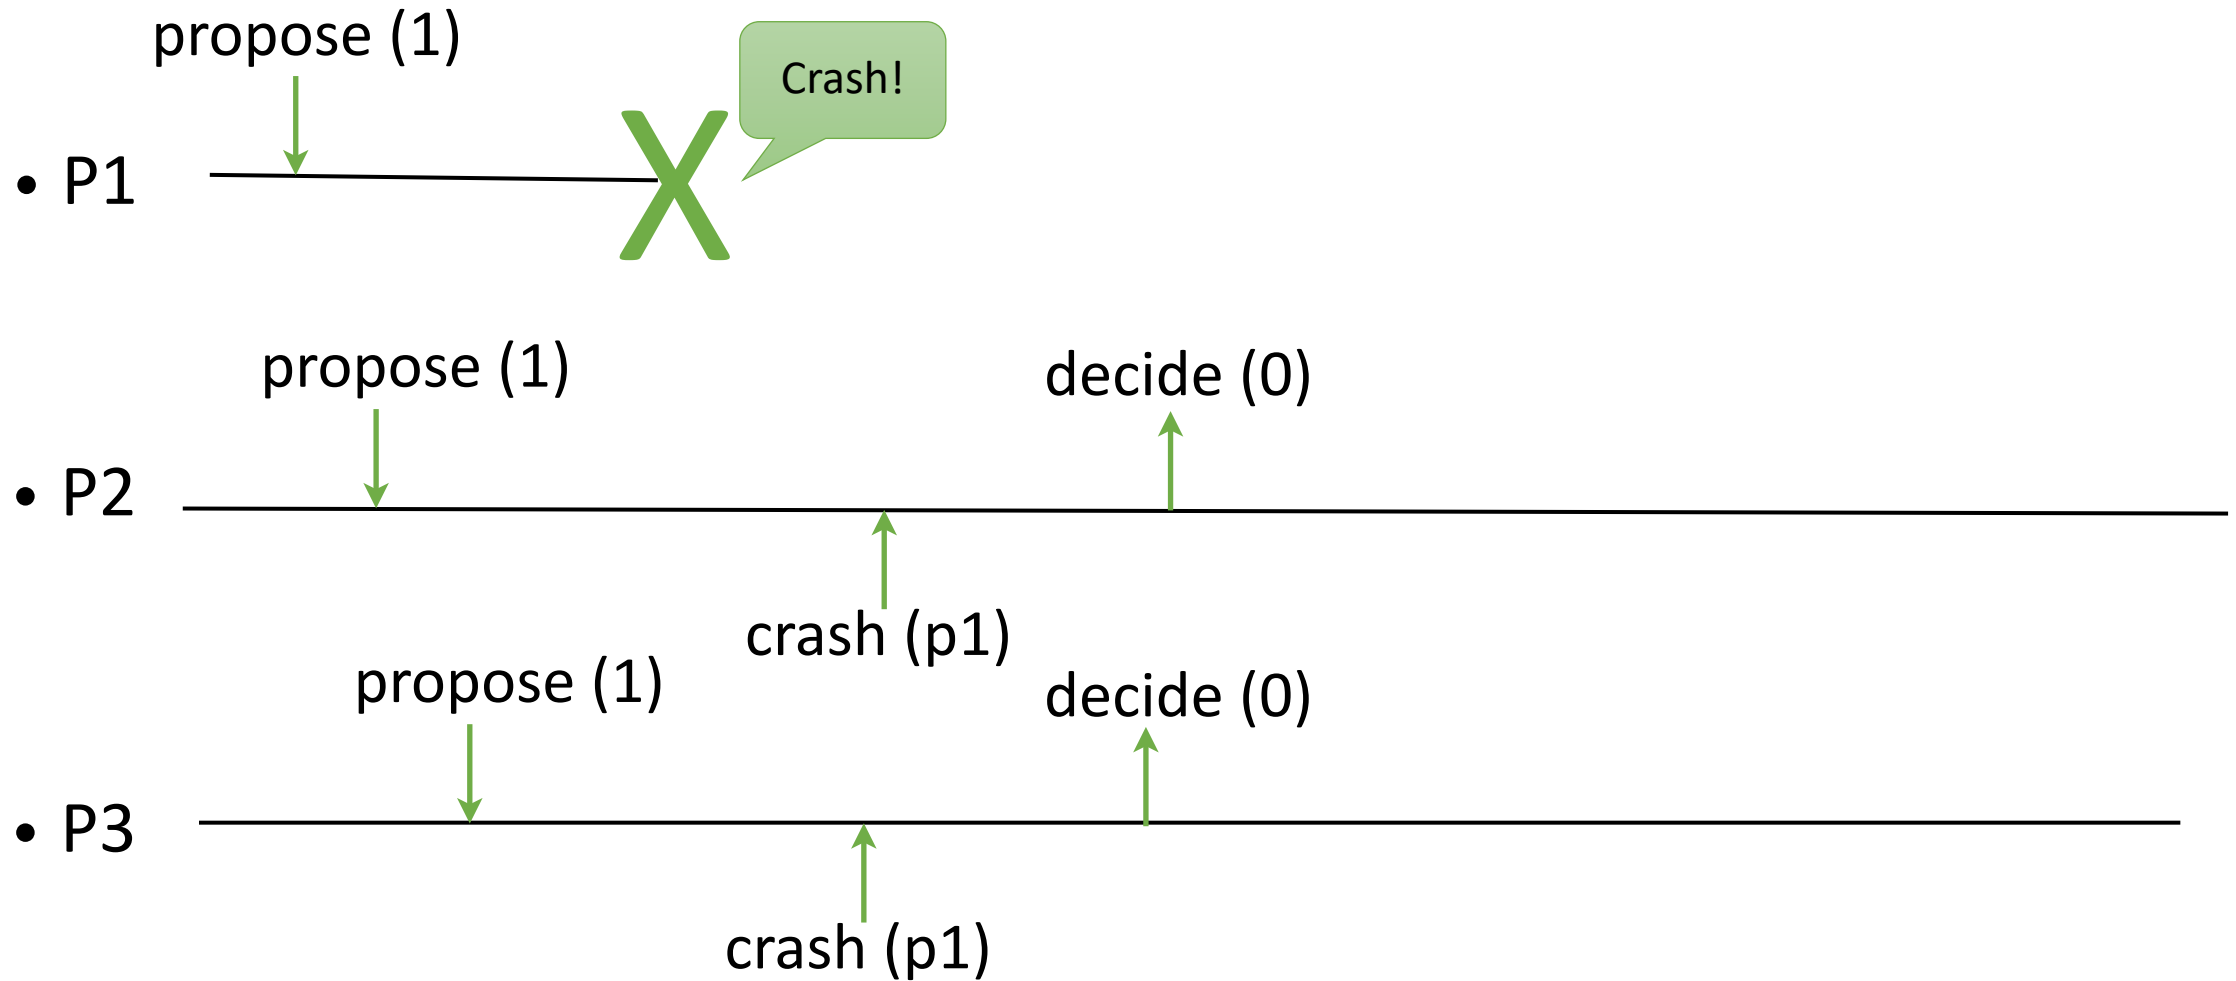 propose (1)
Crash!
• P1
propose (1)
decide (0)
• P2
crash (p1)
propose (1)
decide (0)
• P3
crash (p1)